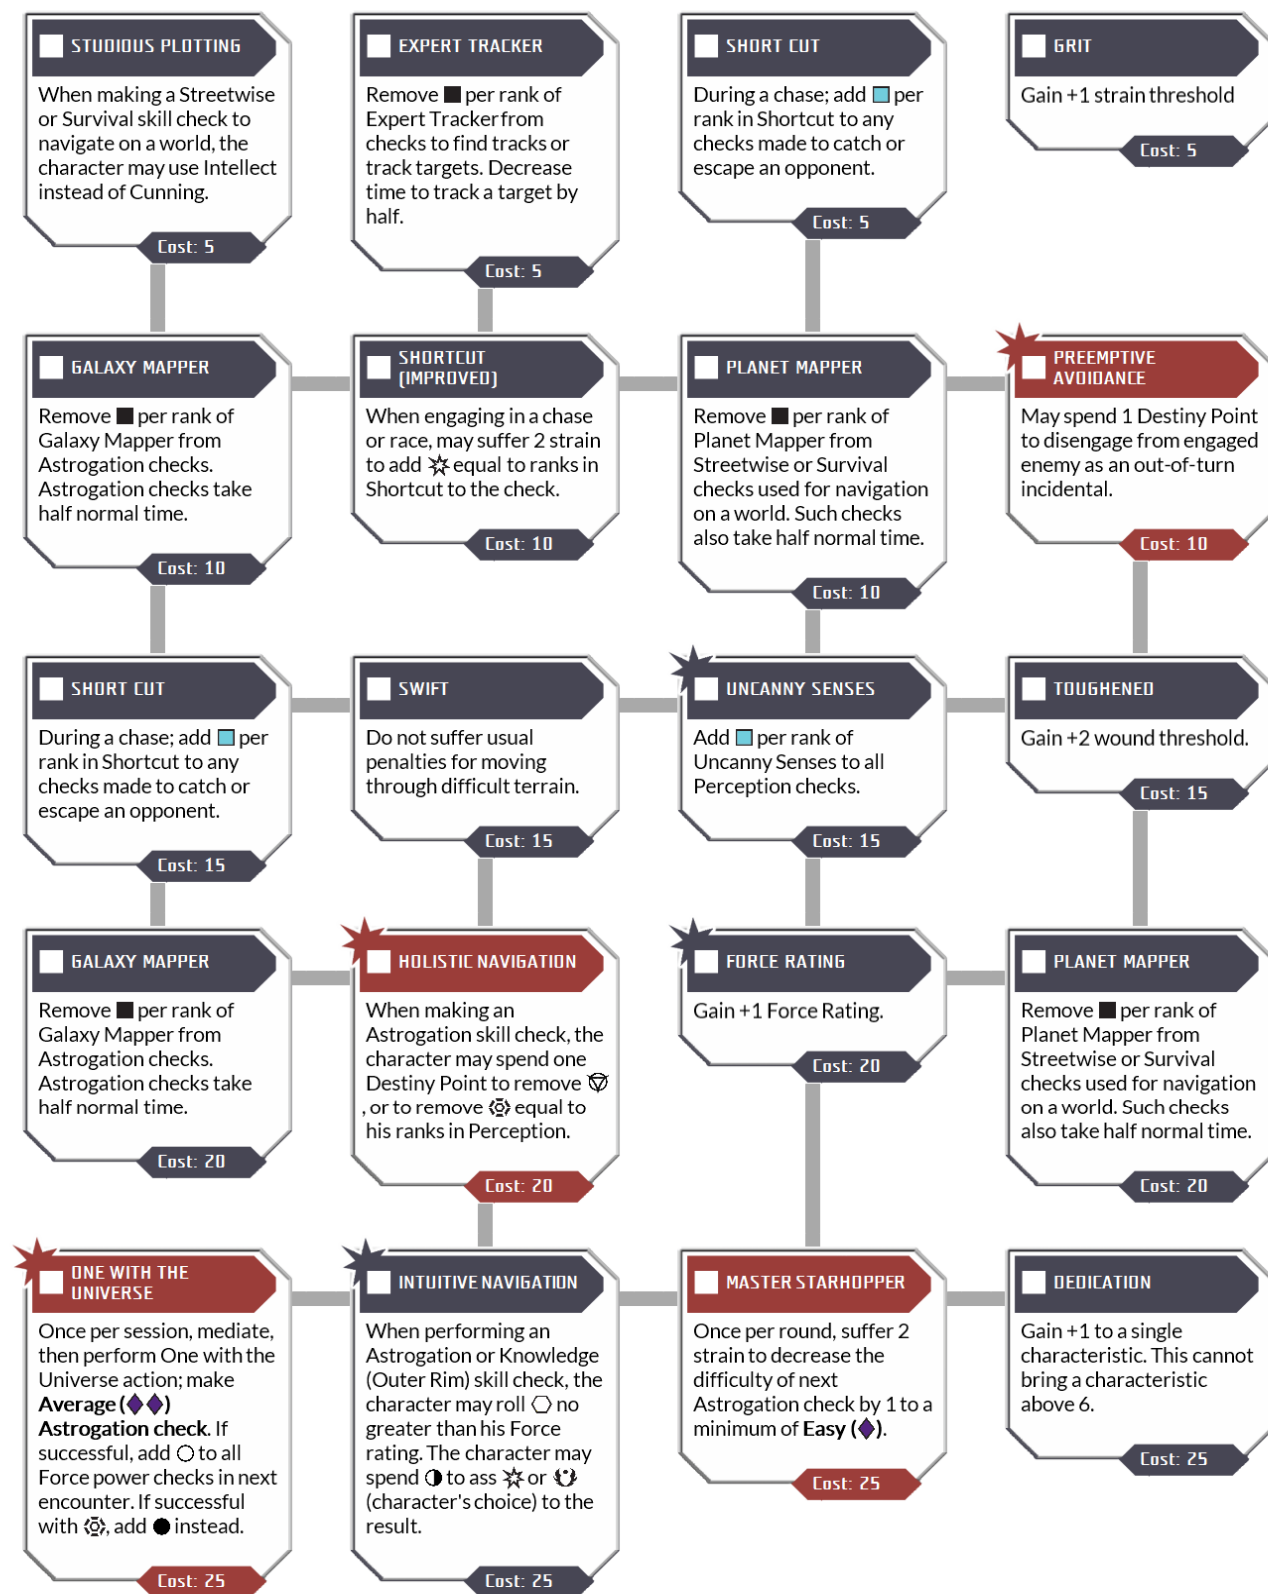 STUDIOUS PLOTTING
When making a Streetwise
or Survival skill check to
navigate on a world, the
character may use Intellect
instead of Cunning.
Cost: 5
EXPERT TRACKER
Remove ■ per rank of
Expert Tracker from
checks to find tracks or
track targets. Decrease
time to track a target by
half.
Cost: 5
SHORT CUT
During a chase; add per
rank in Shortcut to any
checks made to catch or
escape an opponent.
Cost: 5
GRIT
Gain +1 strain threshold
Cost: 5
GALAXY MAPPER
Remove ■ per rank of
Galaxy Mapper from
Astrogation checks.
Astrogation checks take
half normal time.
Cost: 10
SHORTCUT
(IMPROVED)
When engaging in a chase
or race, may suffer 2 strain
to add equal to ranks in
Shortcut to the check.
Cost: 10
PLANET MAPPER
Remove ■ per rank of
Planet Mapper from
Streetwise or Survival
checks used for navigation
on a world. Such checks
also take half normal time.
Cost: 10
PREEMPTIVE
AVOIDANCE
May spend 1 Destiny Point
to disengage from engaged
enemy as an out-of-turn
incidental.
Cost: 10
SHORT CUT
During a chase; add per
rank in Shortcut to any
checks made to catch or
escape an opponent.
Cost: 15
SWIFT
Do not suffer usual
penalties for moving
through difficult terrain.
Cost: 15
UNCANNY SENSES
Add per rank of
Uncanny Senses to all
Perception checks.
Cost: 15
TOUGHENED
Gain +2 wound threshold.
Cost: 15
GALAXY MAPPER
Remove ■ per rank of
Galaxy Mapper from
Astrogation checks.
Astrogation checks take
half normal time.
Cost: 20
HOLISTIC NAVIGATION
When making an
Astrogation skill check, the
character may spend one
Destiny Point to remove
, or to remove equal to
his ranks in Perception.
Cost: 20
FORCE RATING
Gain +1 Force Rating.
Cost: 20
PLANET MAPPER
Remove ■ per rank of
Planet Mapper from
Streetwise or Survival
checks used for navigation
on a world. Such checks
also take half normal time.
Cost: 20
ONE WITH THE
UNIVERSE
Once per session, mediate,
then perform One with the
Universe action; make
Average (◆◆)
Astrogation check. If
successful, add ○ to all
Force power checks in next
encounter. If successful
with , add ● instead.
Cost: 25
INTUITIVE NAVIGATION
When performing an
Astrogation or Knowledge
(Outer Rim) skill check, the
character may roll no
greater than his Force
rating. The character may
spend ◑ to ass or
(character's choice) to the
result.
Cost: 25
MASTER STARHOPPER
Once per round, suffer 2
strain to decrease the
difficulty of next
Astrogation check by 1 to a
minimum of Easy (◆).
Cost: 25
DEDICATION
Gain +1 to a single
characteristic. This cannot
bring a characteristic
above 6.
Cost: 25